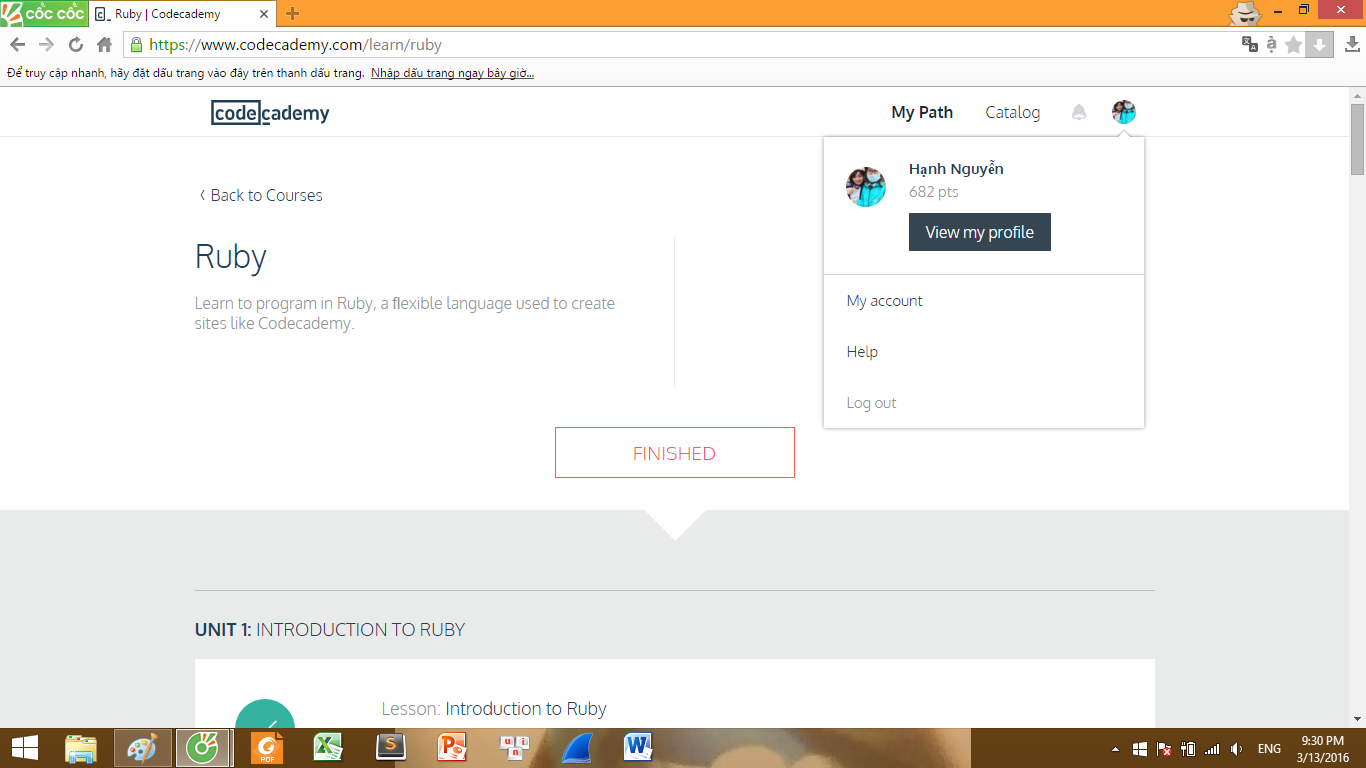 cốc cốc
Ruby | Codecademy
https://www.codecademy.com/learn/ruby
Để truy cập nhanh, hãy đặt dấu trang vào đây trên thanh dấu trang. Nhập dấu trang ngay bây giờ...
codecademy
My Path
Catalog
Hạnh Nguyễn
682 pts
View my profile
My account
Help
Log out
Back to Courses
Ruby
Learn to program in Ruby, a flexible language used to create
sites like Codecademy.
FINISHED
UNIT 1: INTRODUCTION TO RUBY
Lesson: Introduction to Ruby
PDF
ENG
9:30 PM
3/13/2016